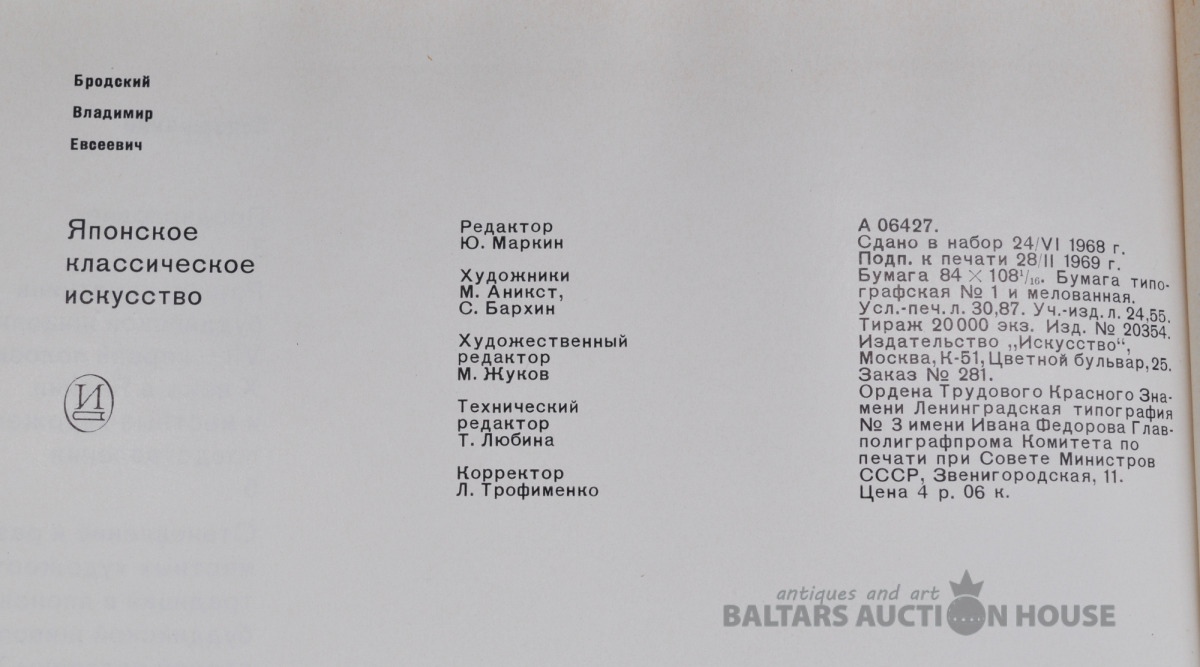 Бродский
Владимир
Евсеевич
Японское
классическое
искусство
И
Редактор
Ю. Маркин
Художники
М. Аникст,
С. Бархин
Художественный
редактор
М. Жуков
Технический
редактор
Т. Любина
Корректор
Л. Трофименко
А 06427.
Сдано в набор 24/VI 1968 г.
Подп. к печати 28/II 1969 г.
Бумага 84 × 108¹/₁₆. Бумага типо-
графская № 1 и мелованная.
Усл.-печ. л. 30,87. Уч.-изд. л. 24,55.
Тираж 20 000 экз. Изд. № 20354.
Издательство „Искусство“,
Москва, К-51, Цветной бульвар, 25.
Заказ № 281.
Ордена Трудового Красного Зна-
мени Ленинградская типография
№ 3 имени Ивана Федорова Глав-
полиграфпрома Комитета по
печати при Совете Министров
СССР, Звенигородская, 11.
Цена 4 р. 06 к.
antiques and art
BALTARS AUCTION HOUSE